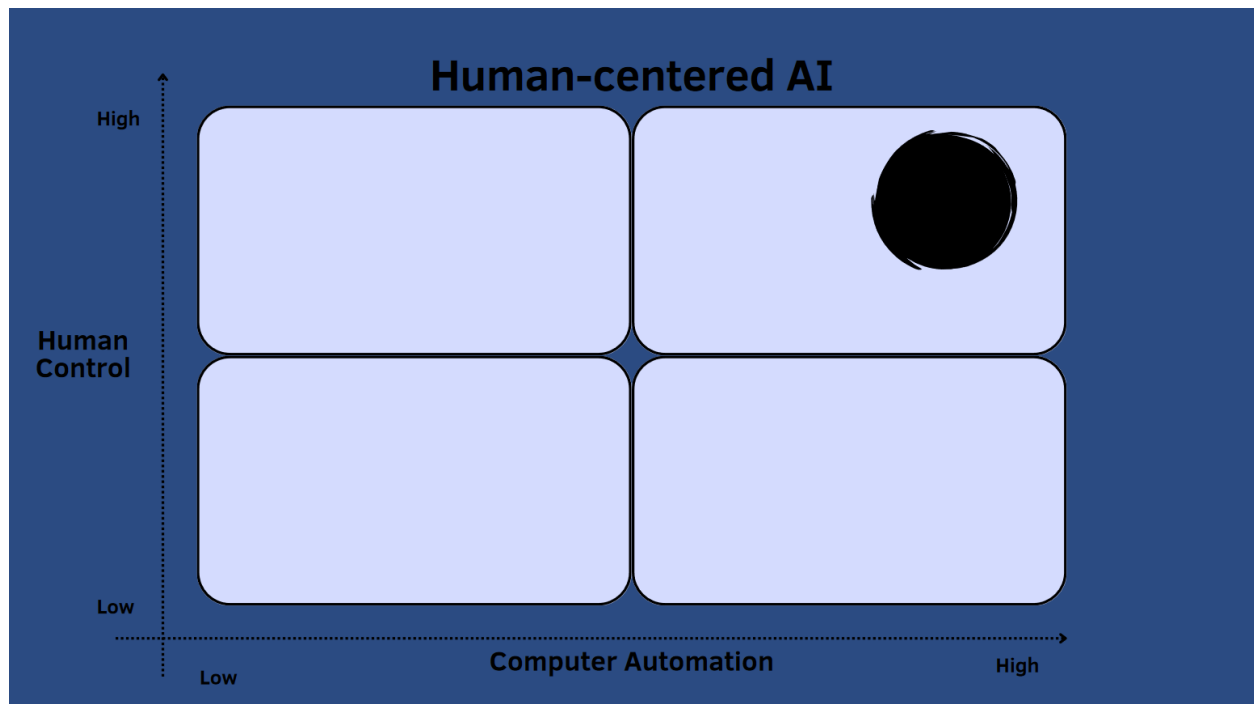 Human-centered AI
High
Human
Control
Low
Computer Automation
High
Low